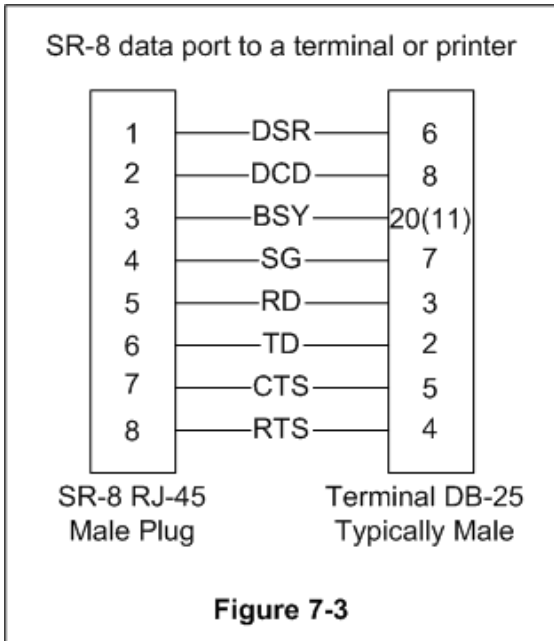 SR-8 data port to a terminal or printer
1 DSR 6
2 DCD 8
3 BSY 20(11)
4 SG 7
5 RD 3
6 TD 2
7 CTS 5
8 RTS 4
SR-8 RJ-45 Terminal DB-25
Male Plug Typically Male
Figure 7-3